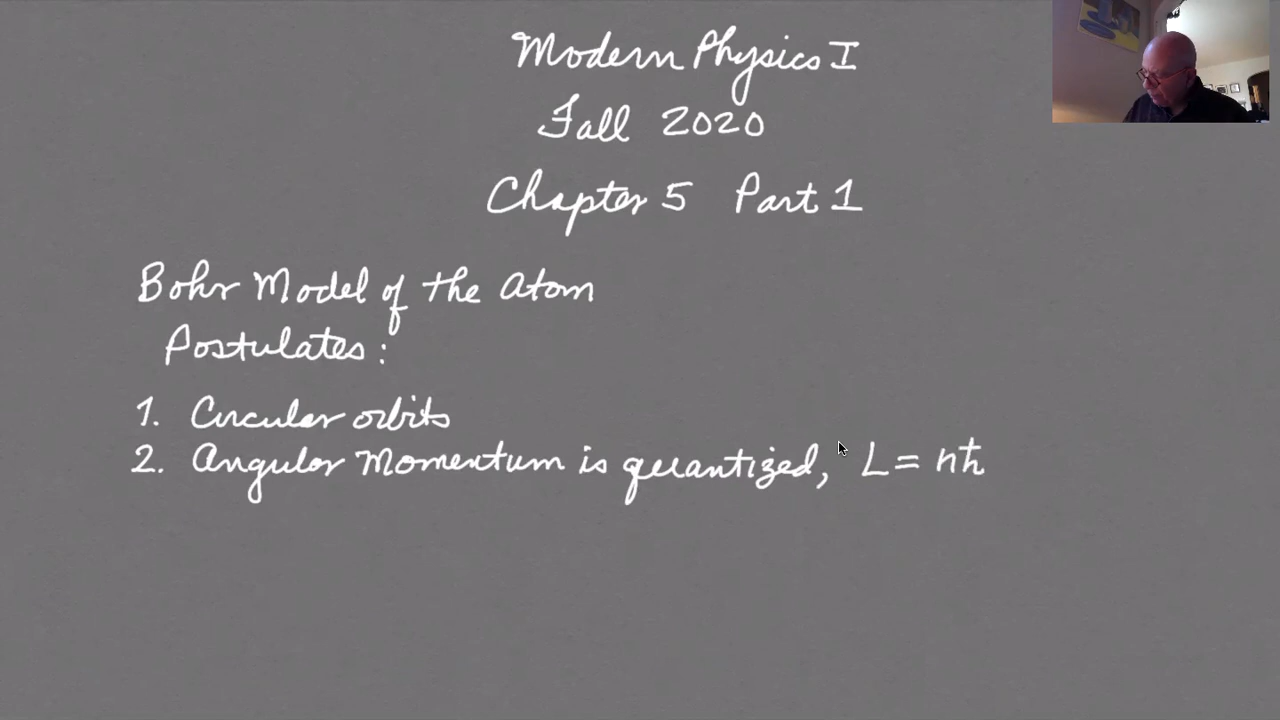 Modern Physics I
Fall 2020
Chapter 5 Part 1
Bohr Model of the Atom
Postulates:
1. Circular orbits
2. Angular Momentum is quantized, L = nħ